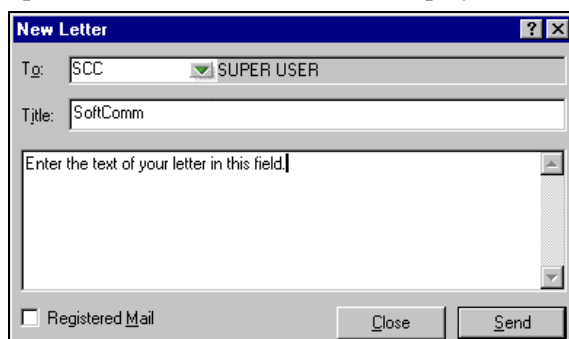 New Letter
To: SCC SUPER USER
Title: SoftComm
Enter the text of your letter in this field.
Registered Mail Close Send